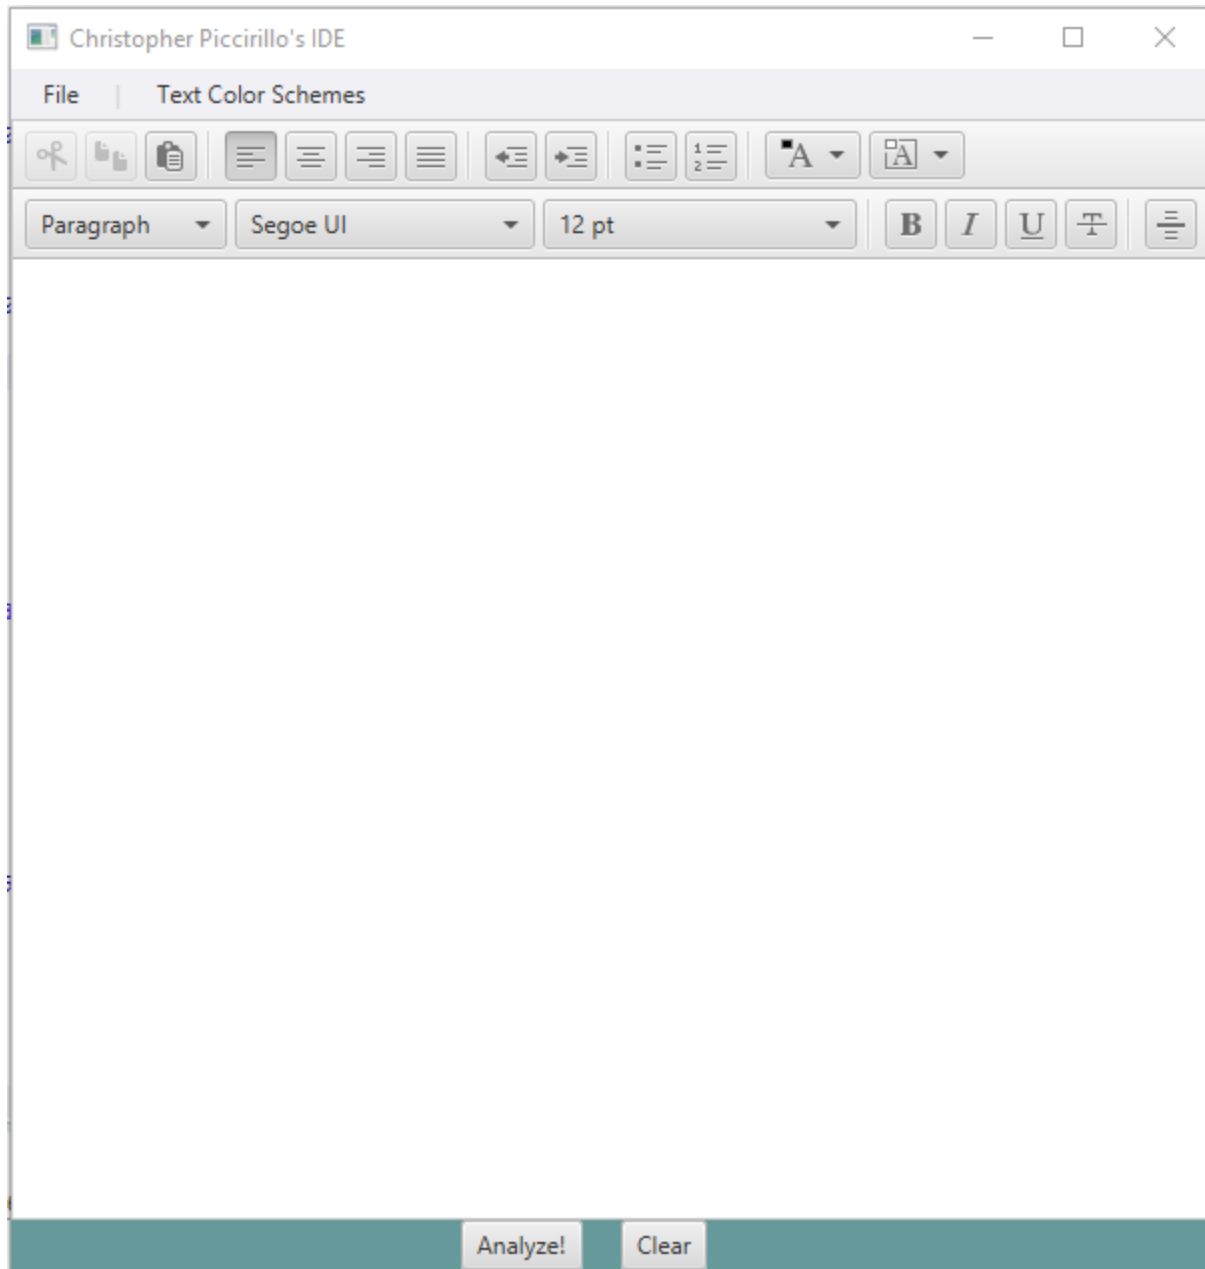 Christopher Piccirillo's IDE
File | Text Color Schemes
A A
Paragraph Segoe UI 12 pt B I U T
Analyze! Clear